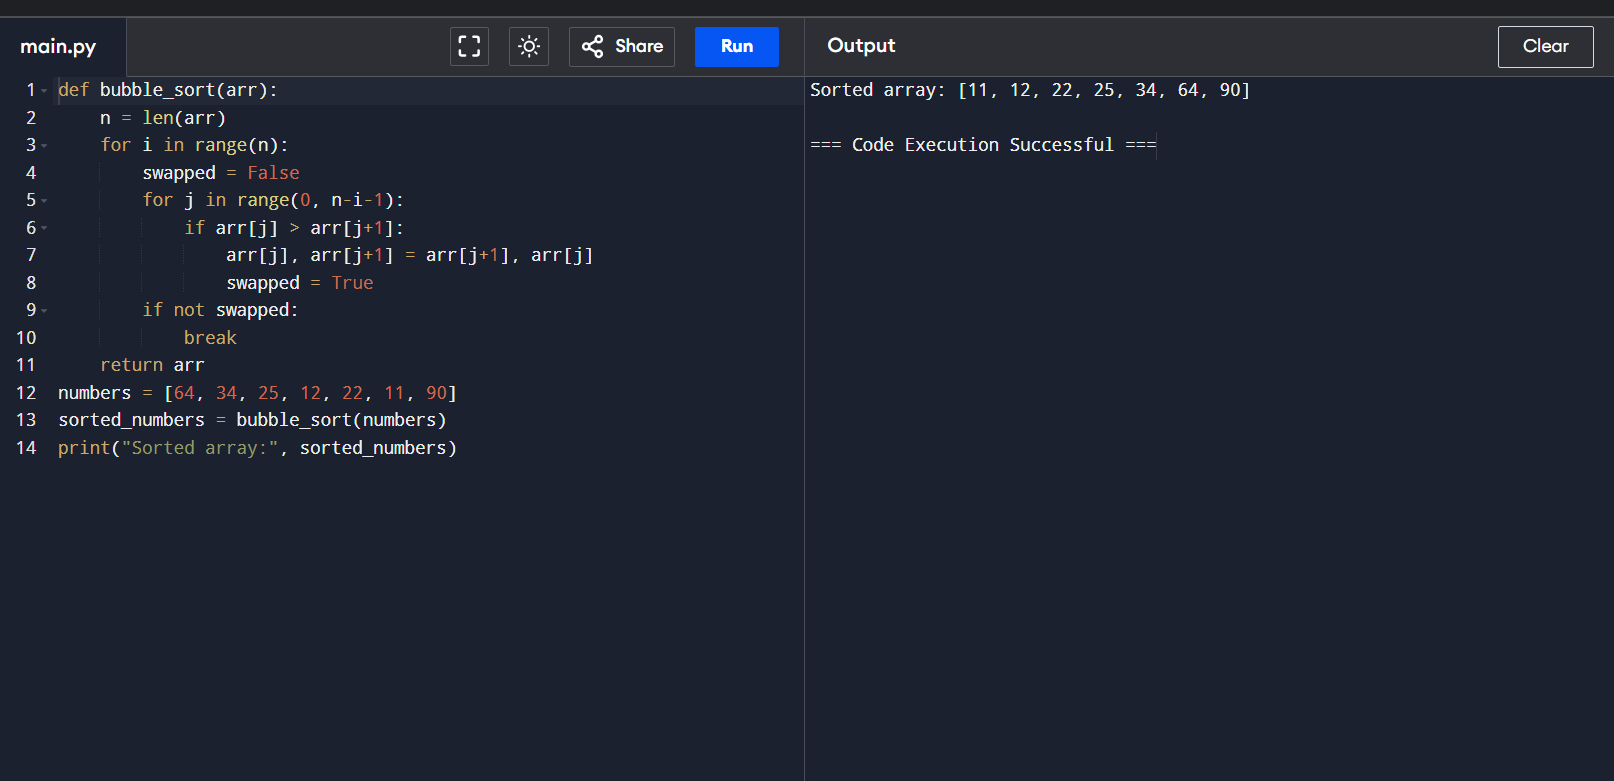 main.py
Share
Run
Output
Clear
1 def bubble_sort(arr):
2     n = len(arr)
3     for i in range(n):
4         swapped = False
5         for j in range(0, n-i-1):
6             if arr[j] > arr[j+1]:
7                 arr[j], arr[j+1] = arr[j+1], arr[j]
8                 swapped = True
9         if not swapped:
10             break
11     return arr
12 numbers = [64, 34, 25, 12, 22, 11, 90]
13 sorted_numbers = bubble_sort(numbers)
14 print("Sorted array:", sorted_numbers)
Sorted array: [11, 12, 22, 25, 34, 64, 90]
=== Code Execution Successful ===